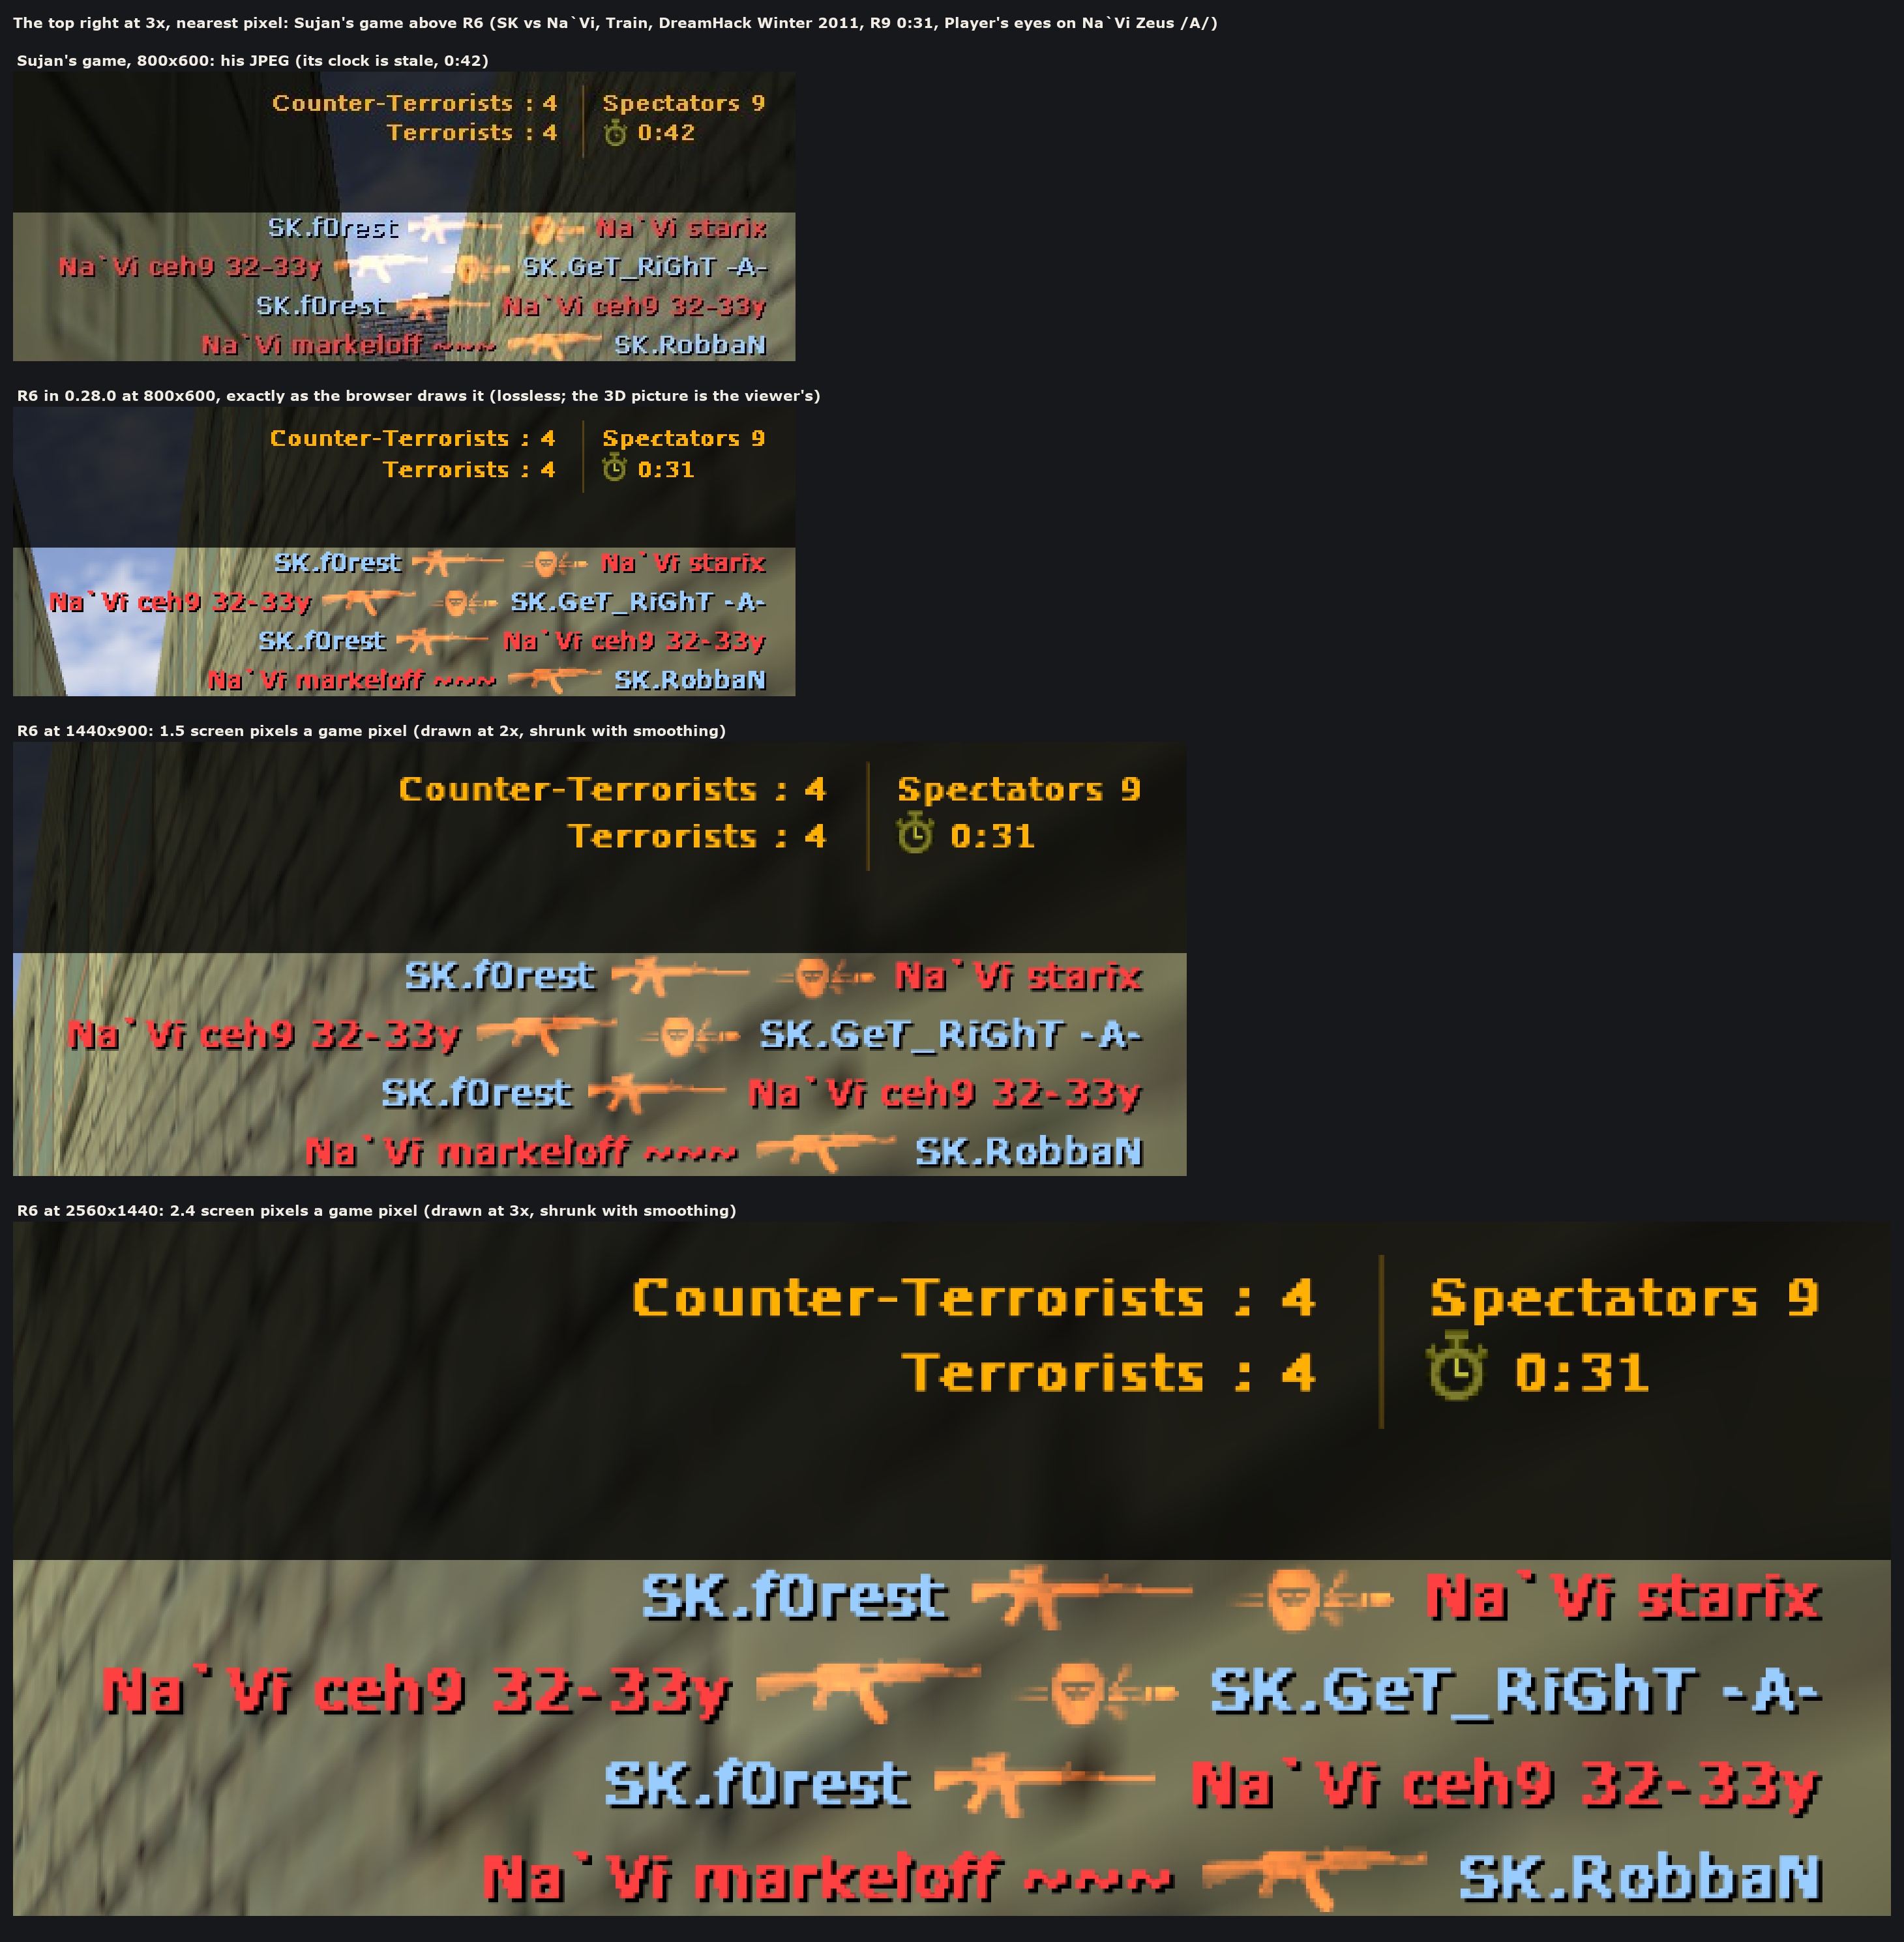 The top right at 3x, nearest pixel: Sujan's game above R6 (SK vs Na`Vi, Train, DreamHack Winter 2011, R9 0:31, Player's eyes on Na`Vi Zeus /A/)
Sujan's game, 800x600: his JPEG (its clock is stale, 0:42)
Counter-Terrorists : 4 Spectators 9
Terrorists : 4 0:42
SK.f0rest Na`Vi starix
Na`Vi ceh9 32-33y SK.GeT_RiGhT -A-
SK.f0rest Na`Vi ceh9 32-33y
Na`Vi markeloff ~~~ SK.RobbaN
R6 in 0.28.0 at 800x600, exactly as the browser draws it (lossless; the 3D picture is the viewer's)
Counter-Terrorists : 4 Spectators 9
Terrorists : 4 0:31
SK.f0rest Na`Vi starix
Na`Vi ceh9 32-33y SK.GeT_RiGhT -A-
SK.f0rest Na`Vi ceh9 32-33y
Na`Vi markeloff ~~~ SK.RobbaN
R6 at 1440x900: 1.5 screen pixels a game pixel (drawn at 2x, shrunk with smoothing)
Counter-Terrorists : 4 Spectators 9
Terrorists : 4 0:31
SK.f0rest Na`Vi starix
Na`Vi ceh9 32-33y SK.GeT_RiGhT -A-
SK.f0rest Na`Vi ceh9 32-33y
Na`Vi markeloff ~~~ SK.RobbaN
R6 at 2560x1440: 2.4 screen pixels a game pixel (drawn at 3x, shrunk with smoothing)
Counter-Terrorists : 4 Spectators 9
Terrorists : 4 0:31
SK.f0rest Na`Vi starix
Na`Vi ceh9 32-33y SK.GeT_RiGhT -A-
SK.f0rest Na`Vi ceh9 32-33y
Na`Vi markeloff ~~~ SK.RobbaN